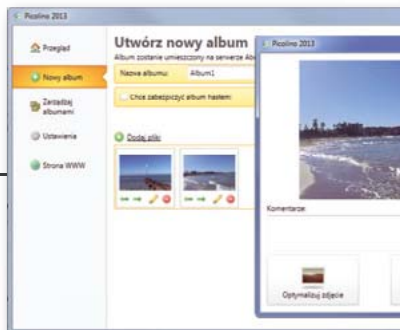 Picolino 2013
Przegląd
Nowy album
Zarządzaj
albumami
Ustawienia
Strona WWW
Utwórz nowy album
Album zostanie umieszczony na serwerze
Nazwa albumu: Album1
Chcę zabezpieczyć album hasłem:
Dodaj pliki
Picolino 2013
Komentarze:
Optymalizuj zdjęcie